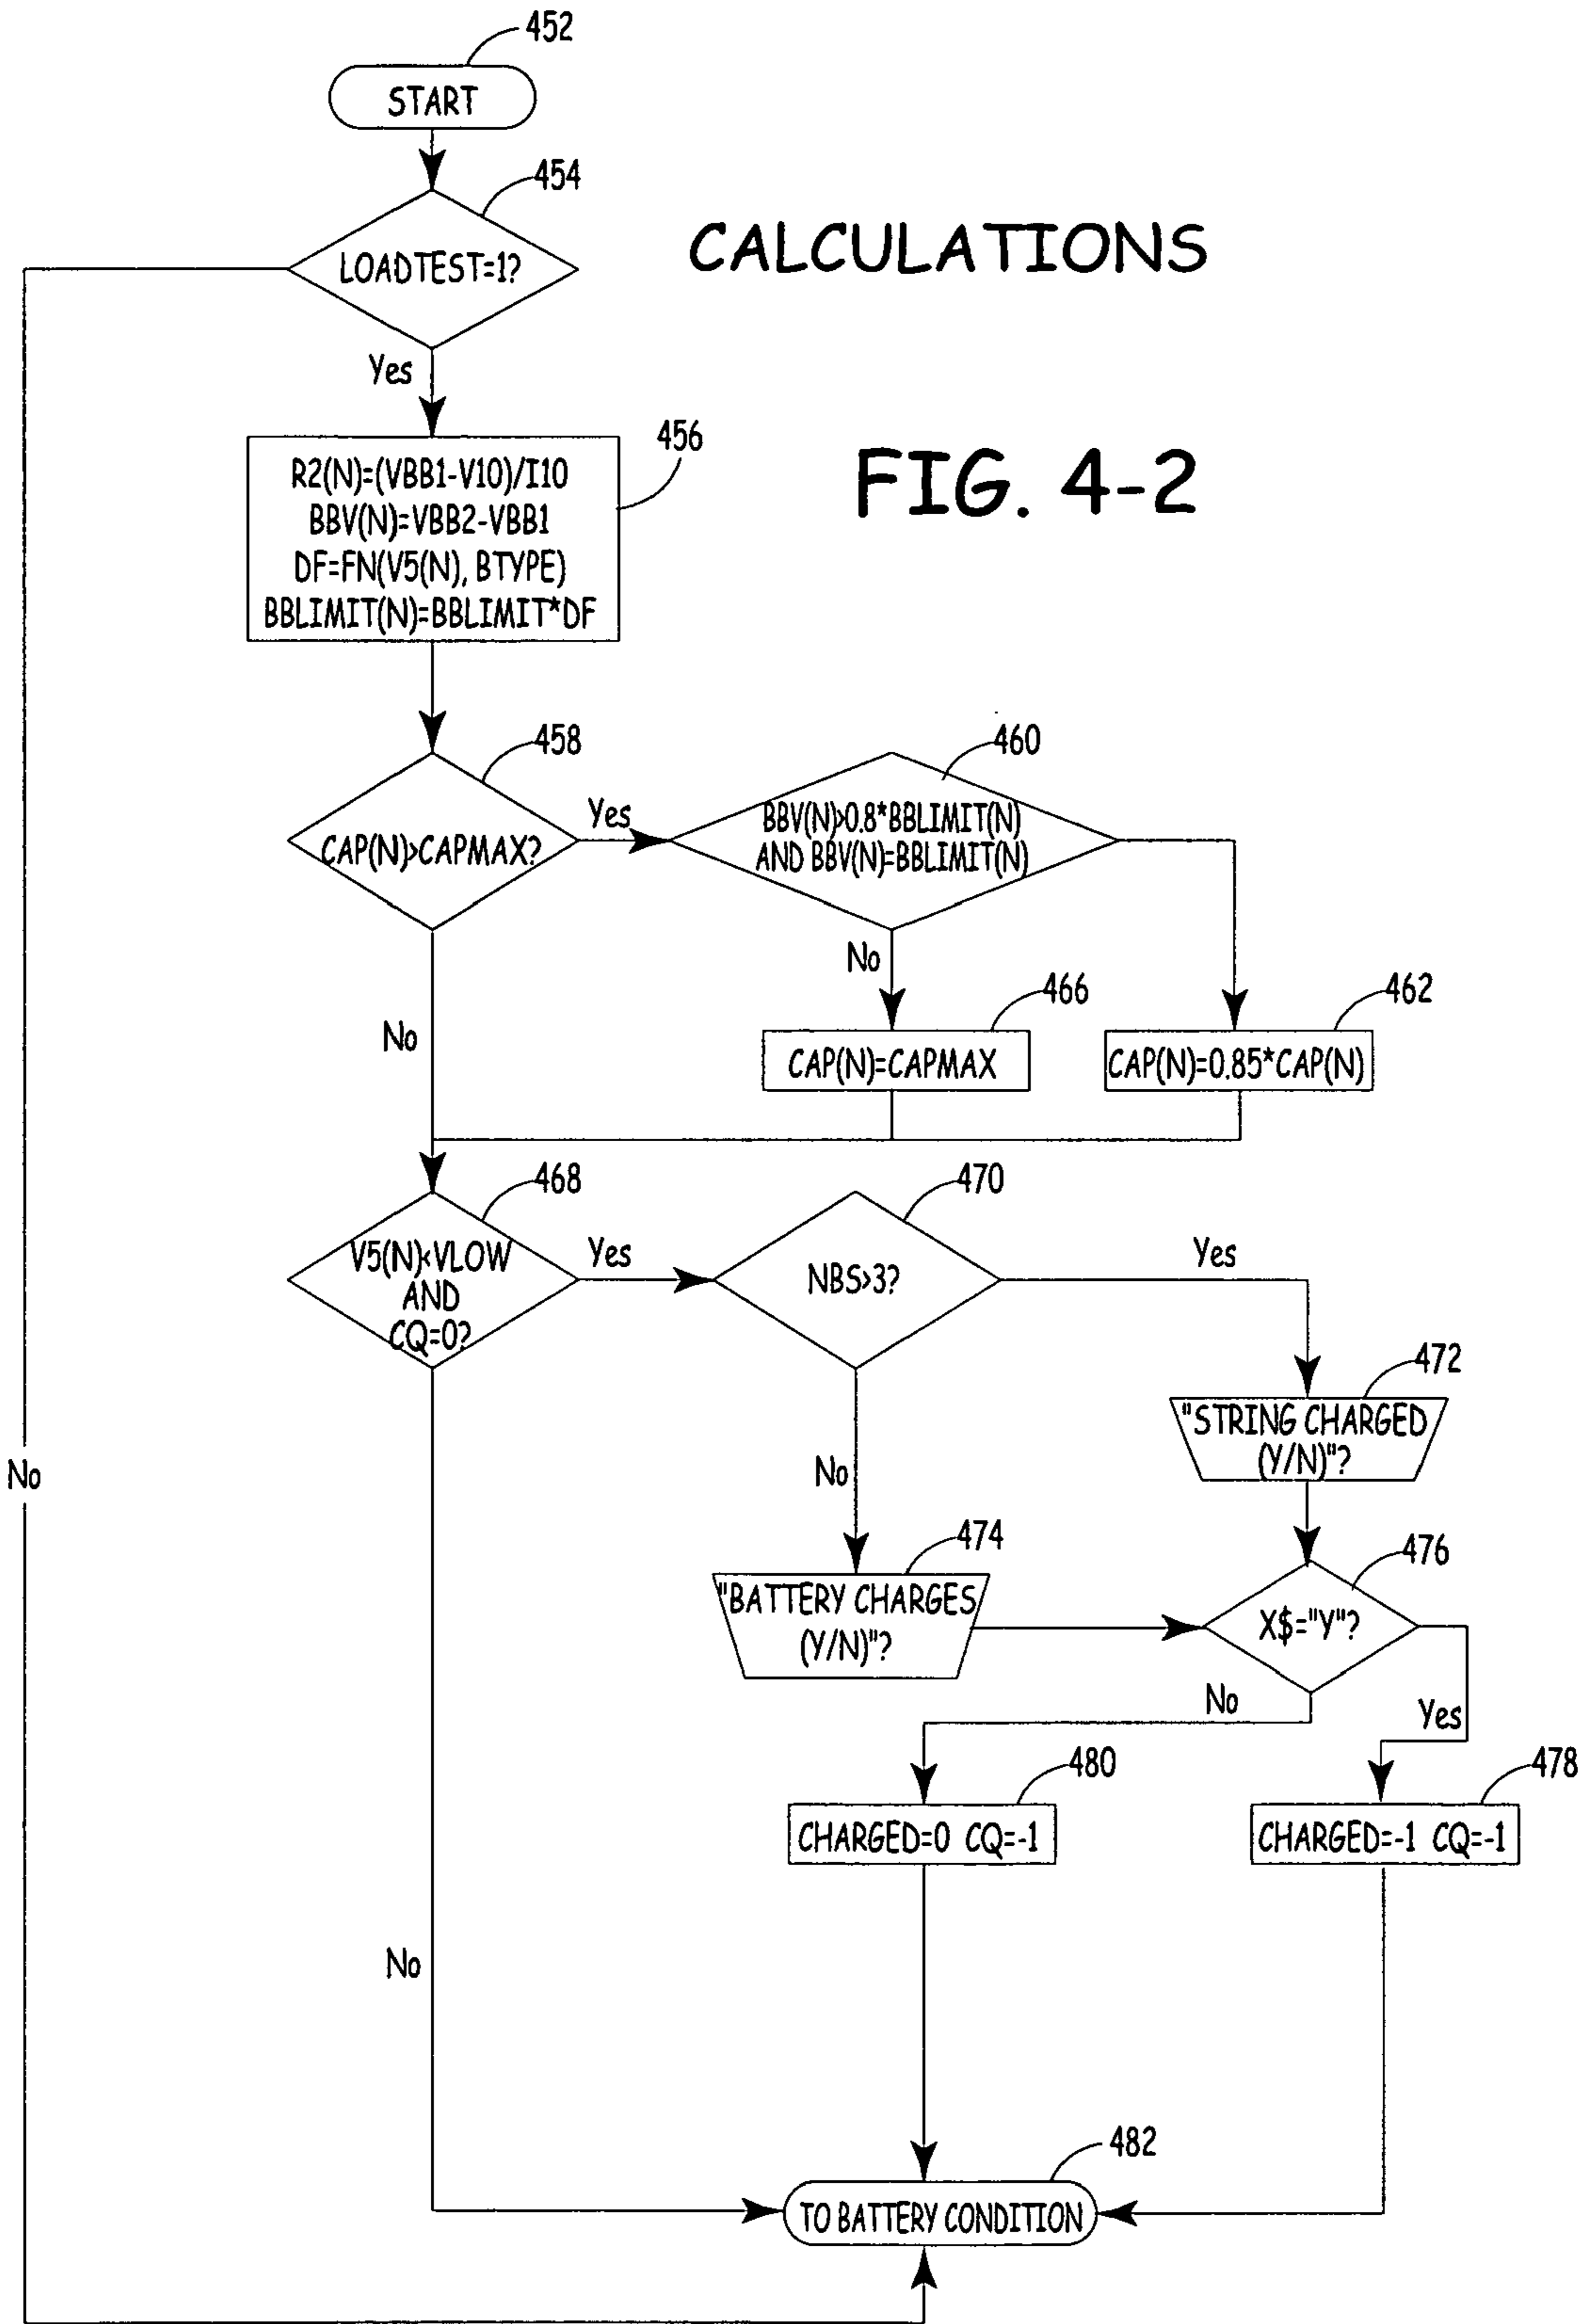 452
START
454
LOADTEST=1?
CALCULATIONS
Yes
456
R2(N)=(VBB1-V10)/I10
BBV(N)=VBB2-VBB1
DF=FN(V5(N), BTYPE)
BBLIMIT(N)=BBLIMIT*DF
FIG. 4-2
458
CAP(N)>CAPMAX?
Yes
460
BBV(N)>0.8*BBLIMIT(N)
AND BBV(N)=BBLIMIT(N)
No
No
466
CAP(N)=CAPMAX
462
CAP(N)=0.85*CAP(N)
468
V5(N)<VLOW
AND
CQ=0?
Yes
470
NBS>3?
Yes
472
"STRING CHARGED
(Y/N)"?
No
No
474
"BATTERY CHARGES
(Y/N)"?
476
X$="Y"?
No
Yes
480
CHARGED=0 CQ=-1
478
CHARGED=-1 CQ=-1
No
482
TO BATTERY CONDITION